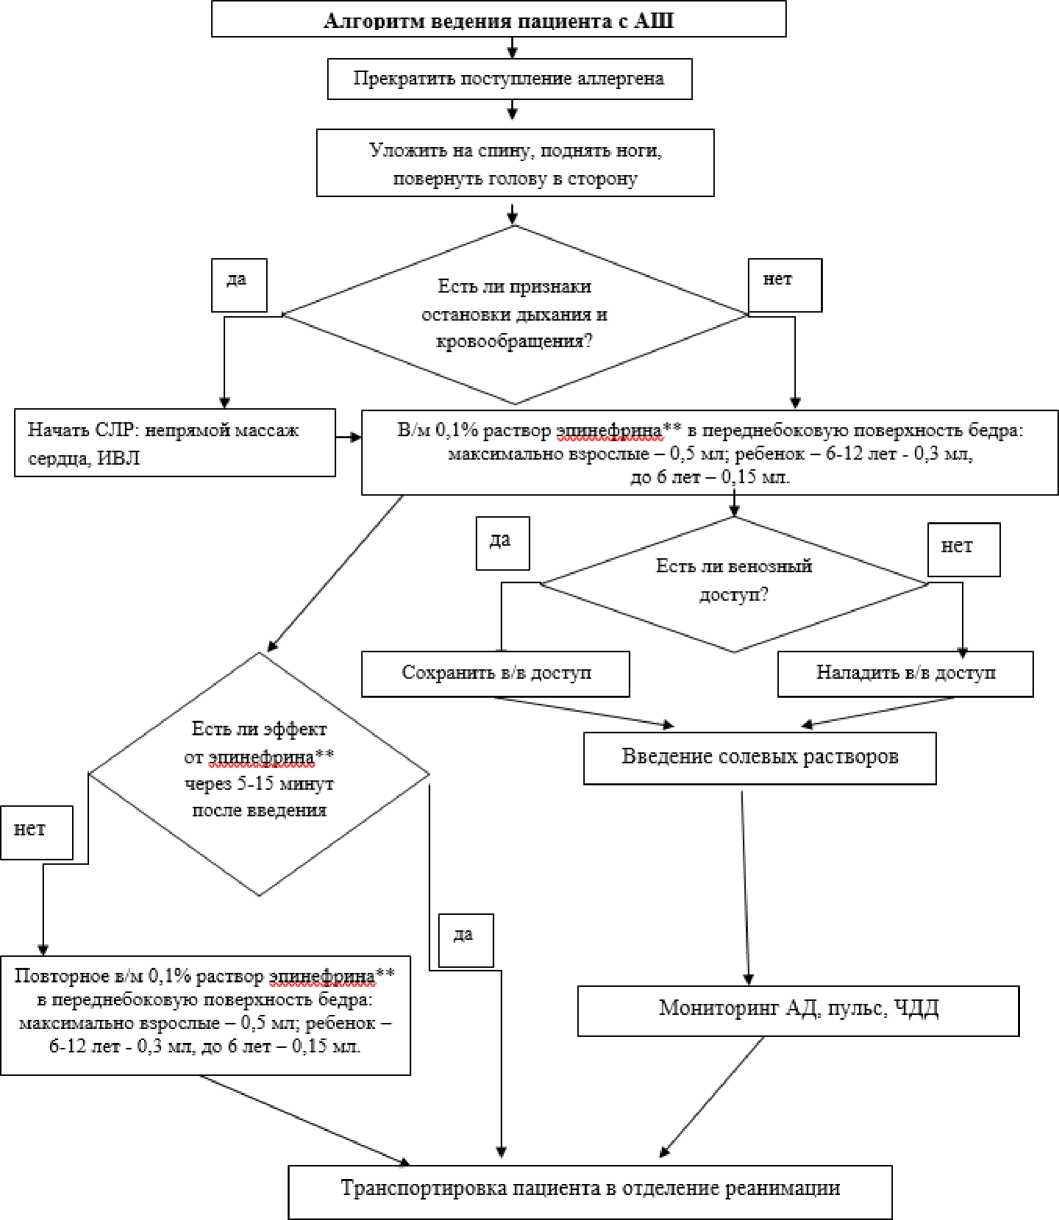 Алгоритм ведения пациента с АШ
Прекратить поступление аллергена
Уложить на спину, поднять ноги,
повернуть голову в сторону
да
Есть ли признаки
остановки дыхания и
кровообращения?
нет
Начать СЛР: непрямой массаж
сердца, ИВЛ
В/м 0,1% раствор эпинефрина** в переднебоковую поверхность бедра:
максимально взрослые – 0,5 мл; ребенок – 6-12 лет - 0,3 мл,
до 6 лет – 0,15 мл.
да
Есть ли венозный
доступ?
нет
Сохранить в/в доступ
Наладить в/в доступ
Введение солевых растворов
Есть ли эффект
от эпинефрина**
через 5-15 минут
после введения
нет
да
Повторное в/м 0,1% раствор эпинефрина**
в переднебоковую поверхность бедра:
максимально взрослые – 0,5 мл; ребенок –
6-12 лет - 0,3 мл, до 6 лет – 0,15 мл.
Мониторинг АД, пульс, ЧДД
Транспортировка пациента в отделение реанимации